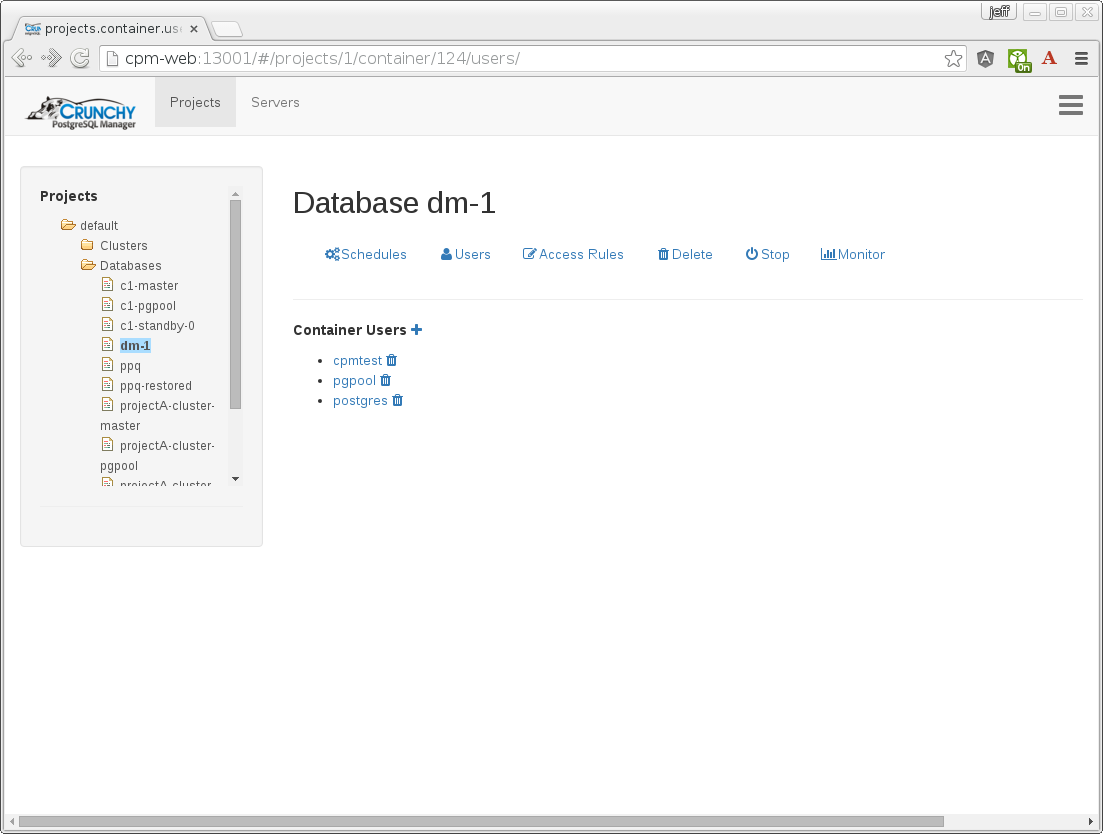 jeff
projects.container.use
cpm-web:13001/#/projects/1/container/124/users/
On
A
A
CRUNCHY
PostgreSQL Manager
Projects
Servers
Projects
default
Clusters
Databases
c1-master
c1-pgpool
c1-standby-0
dm-1
ppq
ppq-restored
projectA-cluster-
master
projectA-cluster-
pgpool
projectA-cluster-
Database dm-1
Schedules
Users
Access Rules
Delete
Stop
Monitor
Container Users
cpmtest
pgpool
postgres